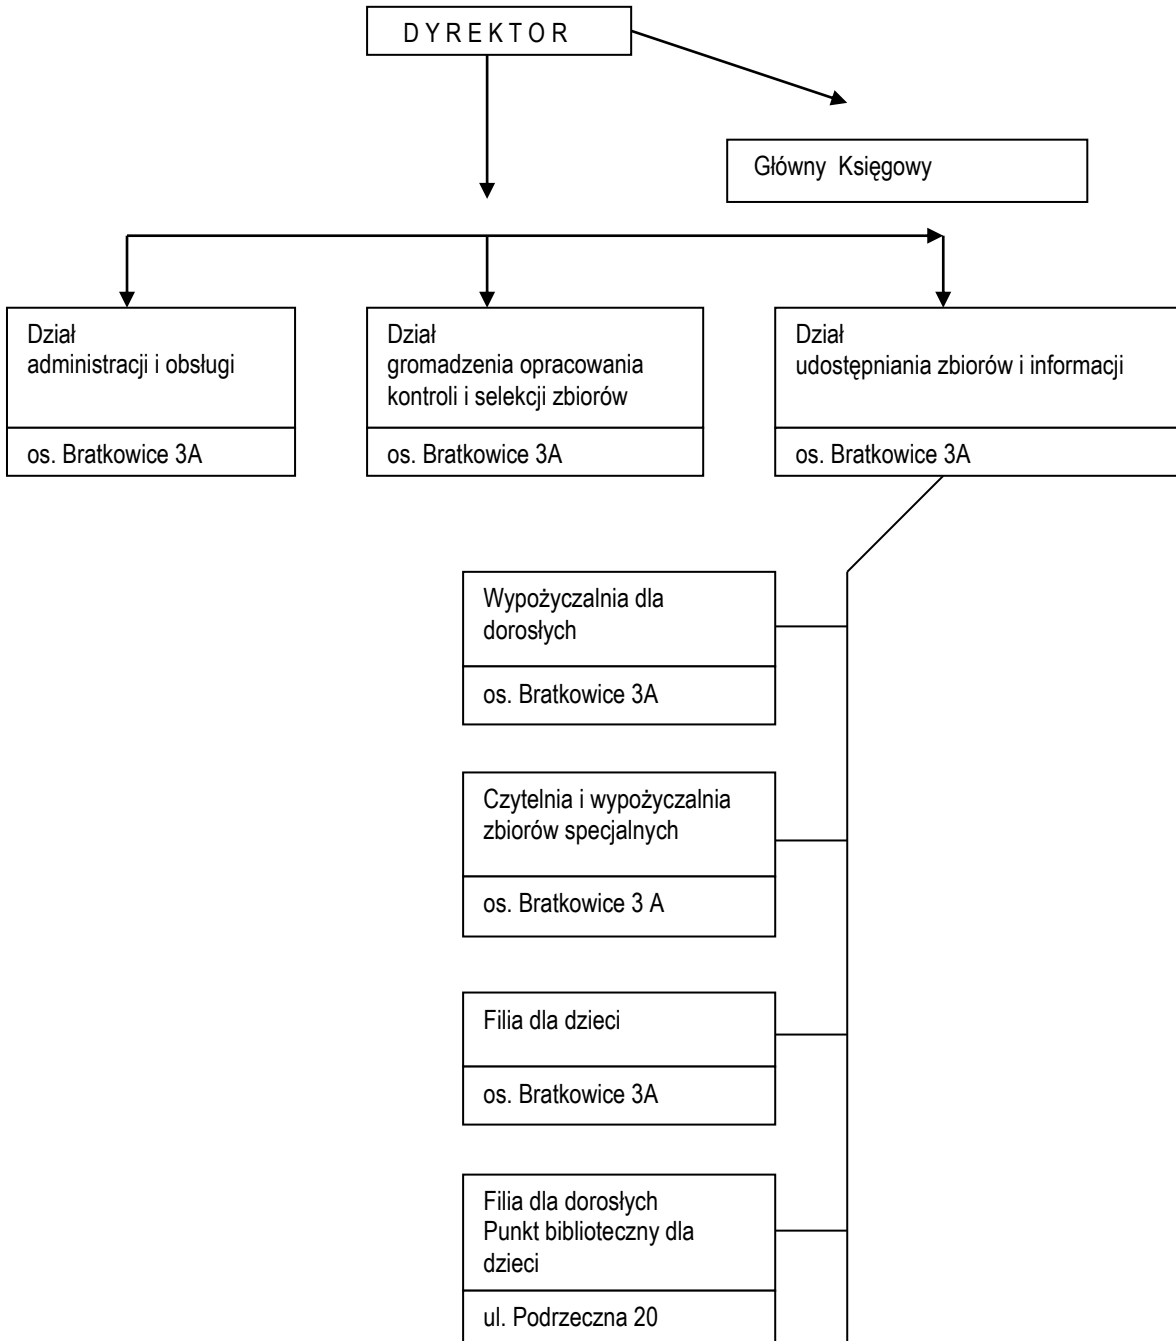 D Y R E K T O R
Główny Księgowy
Dział
administracji i obsługi
os. Bratkowice 3A
Dział
gromadzenia opracowania
kontroli i selekcji zbiorów
os. Bratkowice 3A
Dział
udostępniania zbiorów i informacji
os. Bratkowice 3A
Wypożyczalnia dla
dorosłych
os. Bratkowice 3A
Czytelnia i wypożyczalnia
zbiorów specjalnych
os. Bratkowice 3 A
Filia dla dzieci
os. Bratkowice 3A
Filia dla dorosłych
Punkt biblioteczny dla
dzieci
ul. Podrzeczna 20